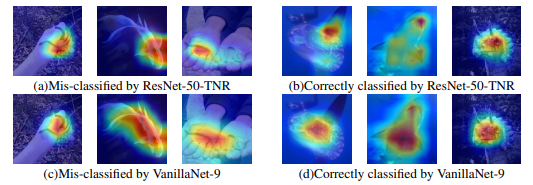 (a)Mis-classified by ResNet-50-TNR
(b)Correctly classified by ResNet-50-TNR
(c)Mis-classified by VanillaNet-9
(d)Correctly classified by VanillaNet-9